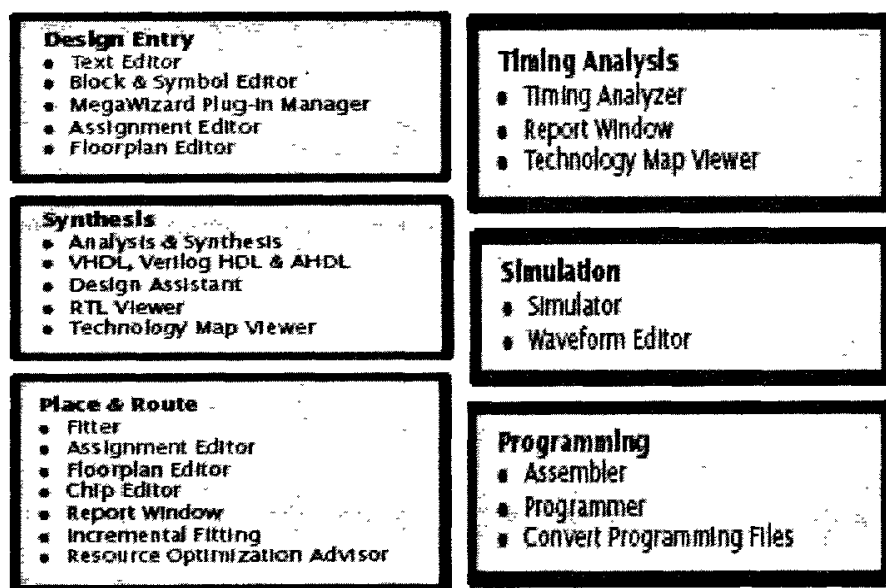 Design Entry
• Text Editor
• Block & Symbol Editor
• MegaWizard Plug-In Manager
• Assignment Editor
• Floorplan Editor
Synthesis
• Analysis & Synthesis
• VHDL, Verilog HDL & AHDL
• Design Assistant
• RTL Viewer
• Technology Map Viewer
Place & Route
• Fitter
• Assignment Editor
• Floorplan Editor
• Chip Editor
• Report Window
• Incremental Fitting
• Resource Optimization Advisor
Timing Analysis
• Timing Analyzer
• Report Window
• Technology Map Viewer
Simulation
• Simulator
• Waveform Editor
Programming
• Assembler
• Programmer
• Convert Programming Files